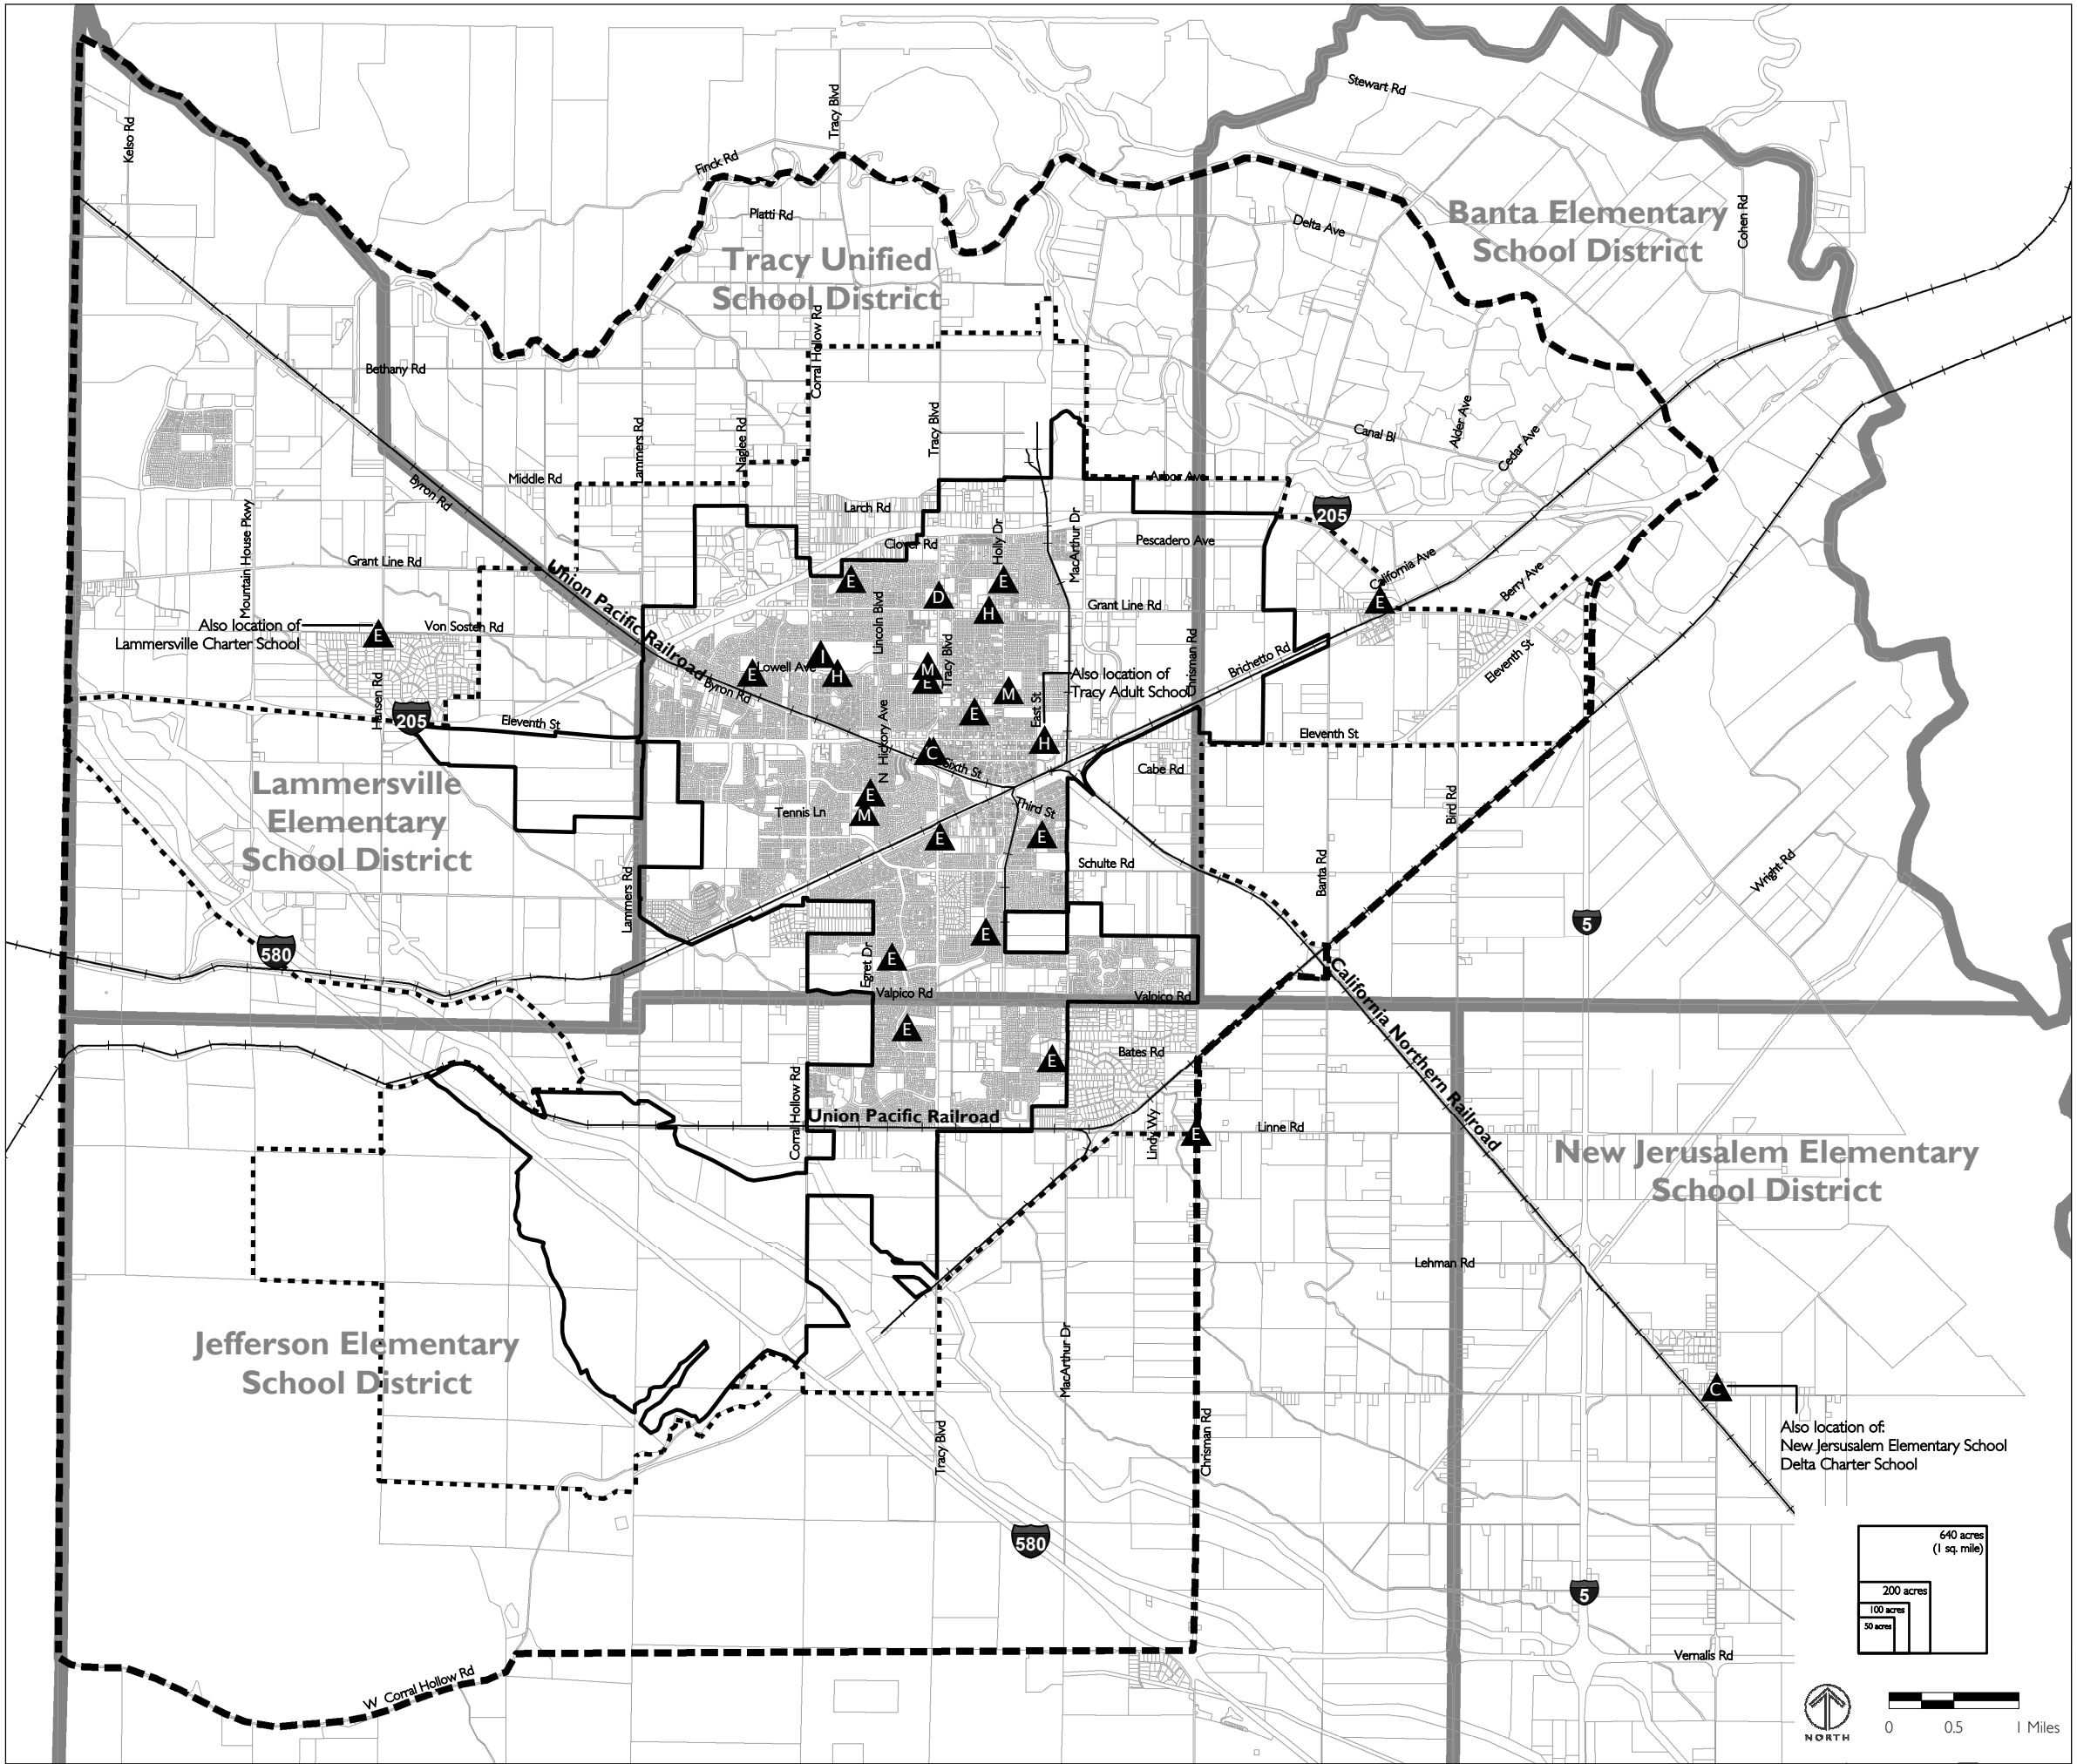 Stewart Rd
Tracy Blvd
Kelso Rd
Finck Rd
Platti Rd
Delta Ave
Banta Elementary
School District
Cohen Rd
Tracy Unified
School District
Corral Hollow Rd
Bethany Rd
Tracy Blvd
Lammers Rd
Naglee Rd
Canal Bl
Alder Ave
Cedar Ave
Middle Rd
Byron Rd
Arbor Ave
Larch Rd
205
Mountain House Pkwy
Clover Rd
Holly Dr
MacArthur Dr
Pescadero Ave
Grant Line Rd
Union Pacific Railroad
California Ave
Berry Ave
E
D
E
H
E
Lincoln Blvd
Grant Line Rd
Also location of
Lammersville Charter School
E
Von Sosten Rd
Chrisman Rd
Brichetto Rd
Eleventh St
E
Lowell Ave
I
H
M
E
Tracy Blvd
M
E
Also location of
Tracy Adult School
Byron Rd
Hansen Rd
205
Eleventh St
N Hickory Ave
East St
H
C
Sixth St
Eleventh St
Cabe Rd
Lammersville
Elementary
School District
E
M
Tennis Ln
Third St
E
E
Bird Rd
Schulte Rd
Banta Rd
Wright Rd
Lammers Rd
5
580
E
E
Egret Dr
Valpico Rd
Valpico Rd
California Northern Railroad
E
E
Bates Rd
Corral Hollow Rd
Union Pacific Railroad
Lindy Wy
E
Linne Rd
New Jerusalem Elementary
School District
Lehman Rd
Jefferson Elementary
School District
MacArthur Dr
C
Tracy Blvd
Chrisman Rd
Also location of:
New Jersusalem Elementary School
Delta Charter School
580
640 acres
(1 sq. mile)
200 acres
100 acres
50 acres
5
Vernalis Rd
W Corral Hollow Rd
NORTH
0 0.5 1 Miles